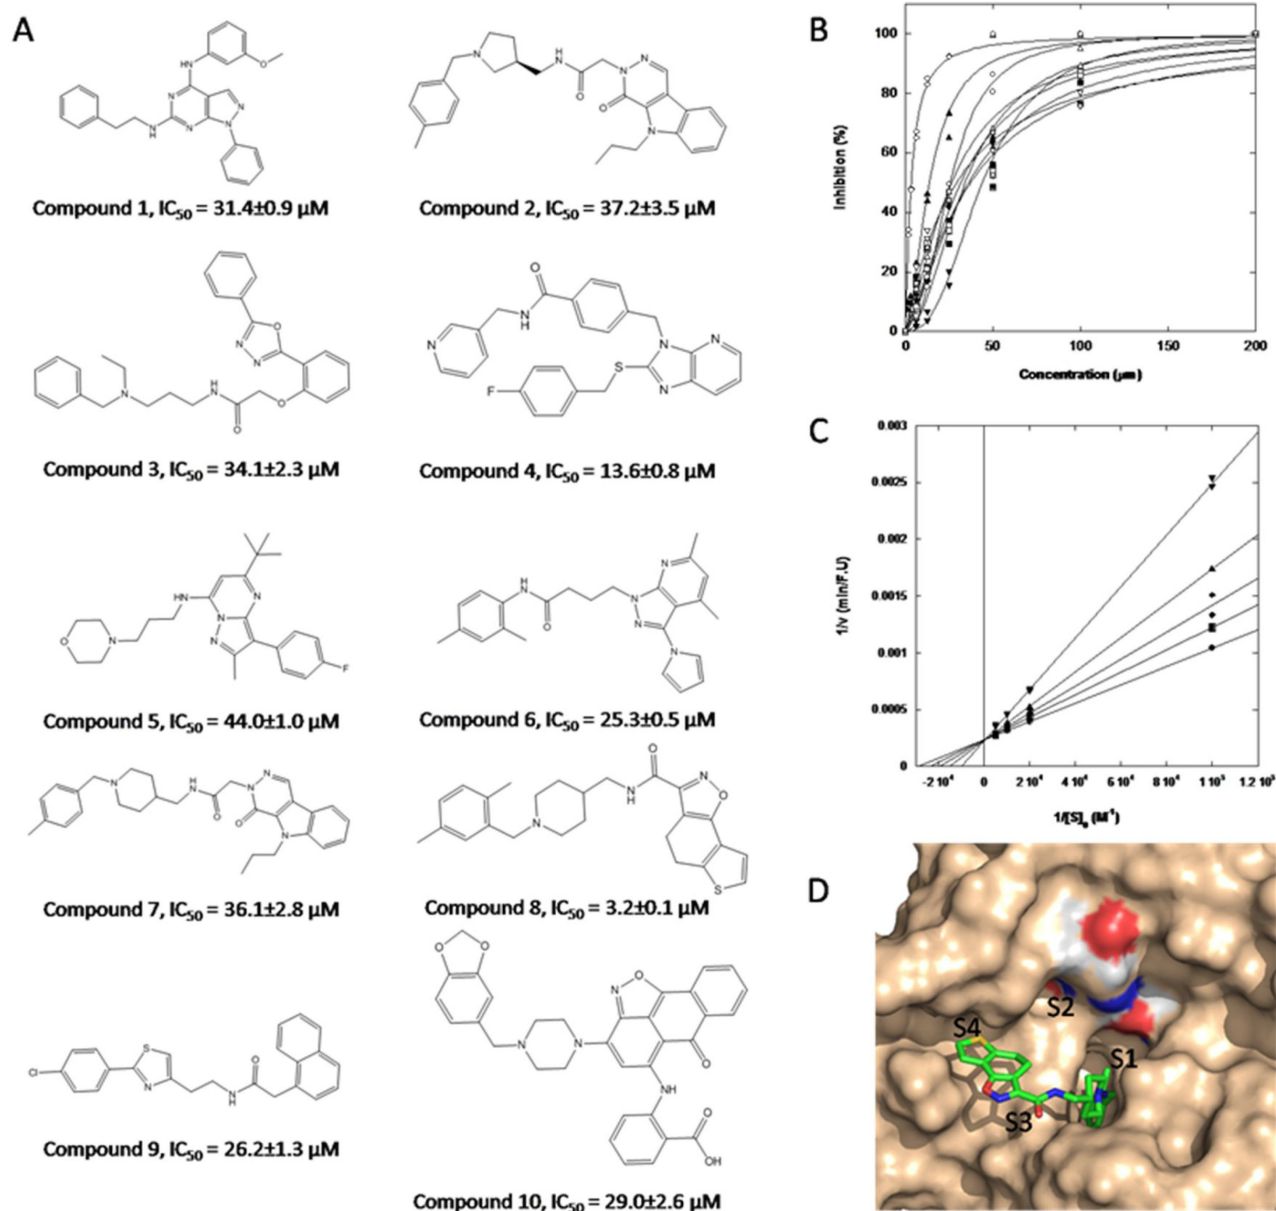 A
Compound 1, IC50 = 31.4±0.9 µM
Compound 2, IC50 = 37.2±3.5 µM
Compound 3, IC50 = 34.1±2.3 µM
Compound 4, IC50 = 13.6±0.8 µM
Compound 5, IC50 = 44.0±1.0 µM
Compound 6, IC50 = 25.3±0.5 µM
Compound 7, IC50 = 36.1±2.8 µM
Compound 8, IC50 = 3.2±0.1 µM
Compound 9, IC50 = 26.2±1.3 µM
Compound 10, IC50 = 29.0±2.6 µM
B
Inhibition (%)
100
80
60
40
20
0
0 50 100 150 200
Concentration (µm)
C
1/v (min/F.U)
0.003
0.0025
0.002
0.0015
0.001
0.0005
0
-2 10⁴ 0 2 10⁴ 4 10⁴ 6 10⁴ 8 10⁴ 1 10⁵ 1.2 10⁵
1/[S]₀ (M⁻¹)
D
S2
S4
S1
S3